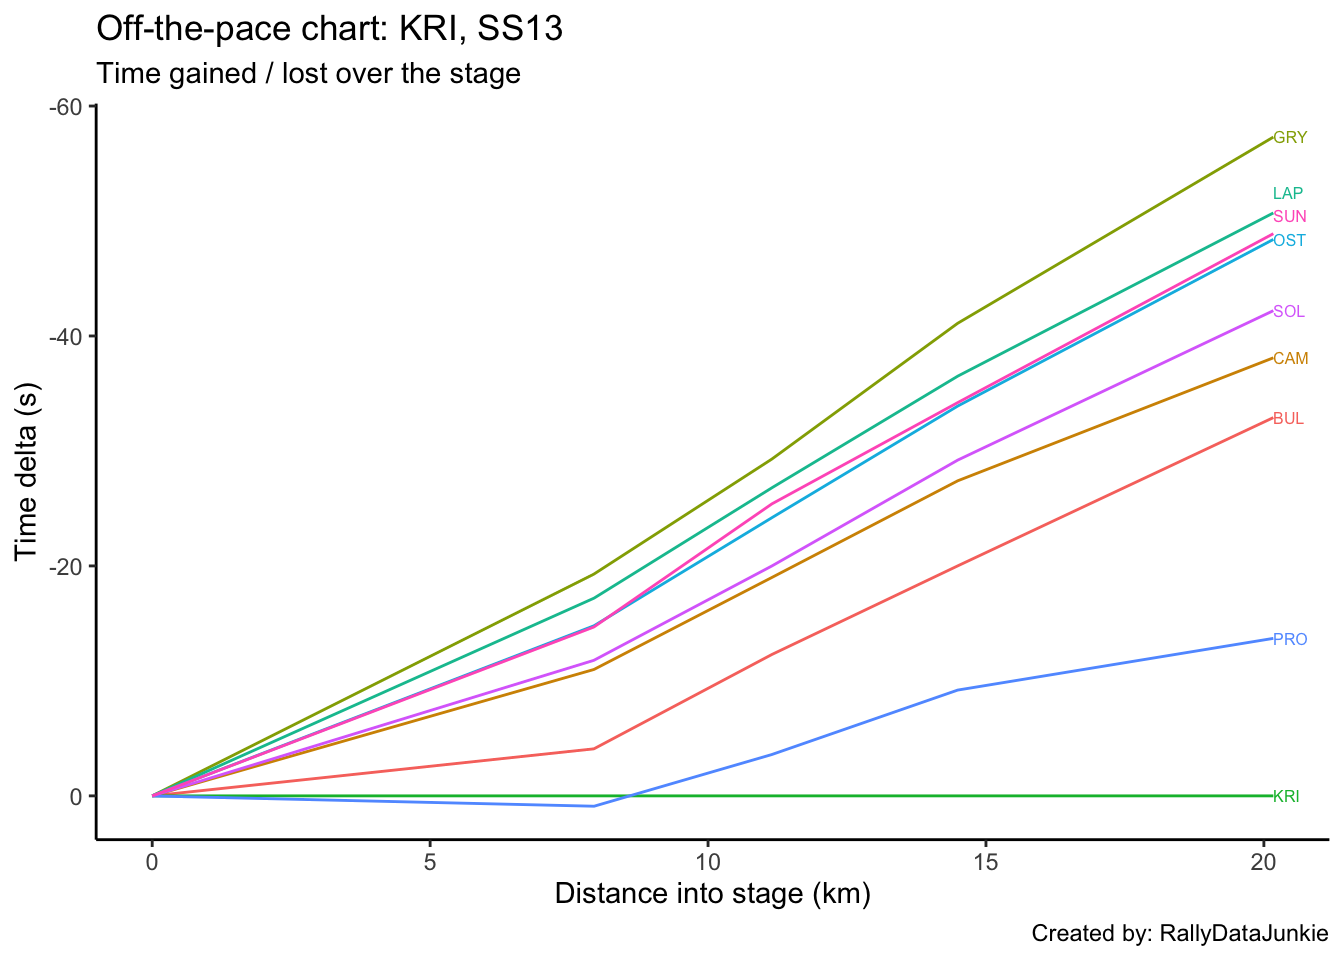 Off-the-pace chart: KRI, SS13
Time gained / lost over the stage
-60
-40
-20
0
Time delta (s)
GRY
LAP
SUN
OST
SOL
CAM
BUL
PRO
KRI
0 5 10 15 20
Distance into stage (km)
Created by: RallyDataJunkie